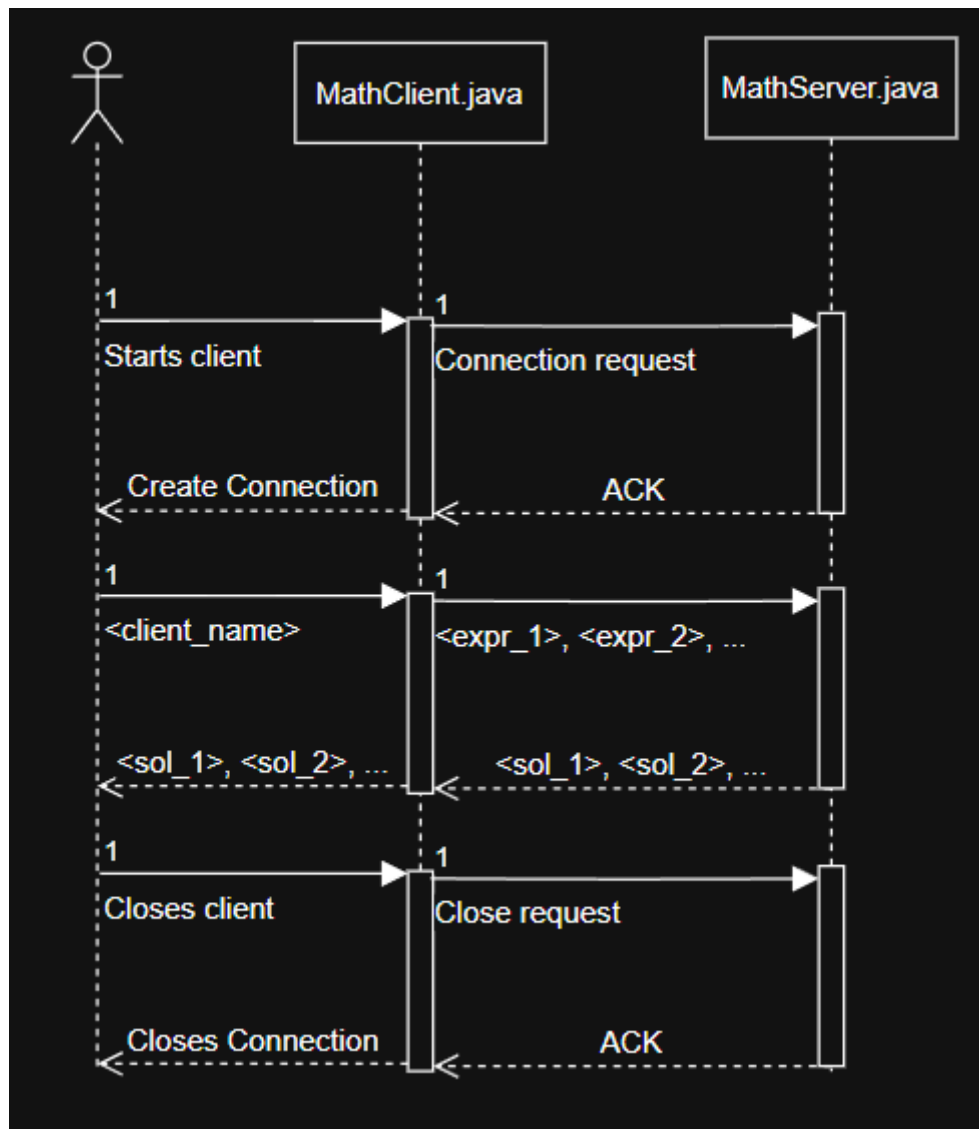 MathClient.java
MathServer.java
1
1
Starts client
Connection request
Create Connection
ACK
1
1
<client_name>
<expr_1>, <expr_2>, ...
<sol_1>, <sol_2>, ...
<sol_1>, <sol_2>, ...
1
1
Closes client
Close request
Closes Connection
ACK